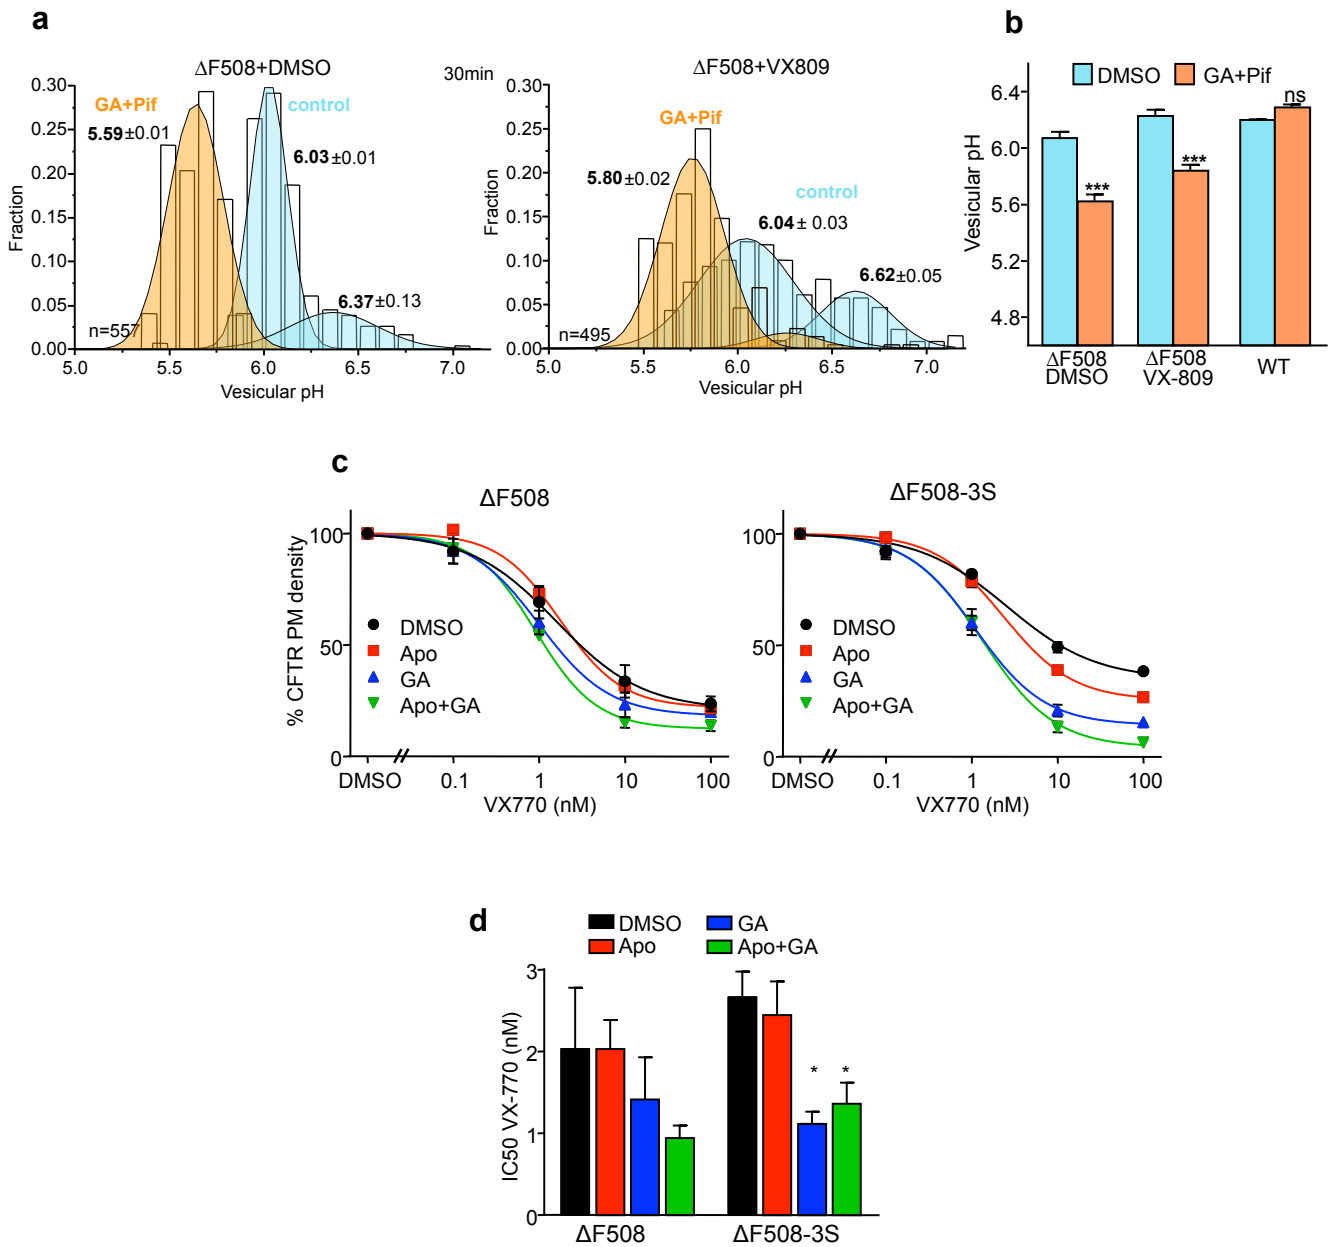 a
ΔF508+DMSO
30min
ΔF508+VX809
GA+Pif
5.59±0.01
control
6.03±0.01
6.37±0.13
n=557
Fraction
0.30
0.25
0.20
0.15
0.10
0.05
0.00
5.0 5.5 6.0 6.5 7.0
Vesicular pH
GA+Pif
5.80±0.02
control
6.04± 0.03
6.62±0.05
n=495
Fraction
0.30
0.25
0.20
0.15
0.10
0.05
0.00
5.0 5.5 6.0 6.5 7.0
Vesicular pH
b
DMSO GA+Pif
Vesicular pH
6.4
6.0
5.6
5.2
4.8
***
***
ns
ΔF508 DMSO
ΔF508 VX-809
WT
c
ΔF508
% CFTR PM density
100
50
0
DMSO
Apo
GA
Apo+GA
DMSO 0.1 1 10 100
VX770 (nM)
ΔF508-3S
100
50
0
DMSO
Apo
GA
Apo+GA
DMSO 0.1 1 10 100
VX770 (nM)
d
DMSO GA
Apo Apo+GA
IC50 VX-770 (nM)
3
2
1
0
* *
ΔF508 ΔF508-3S